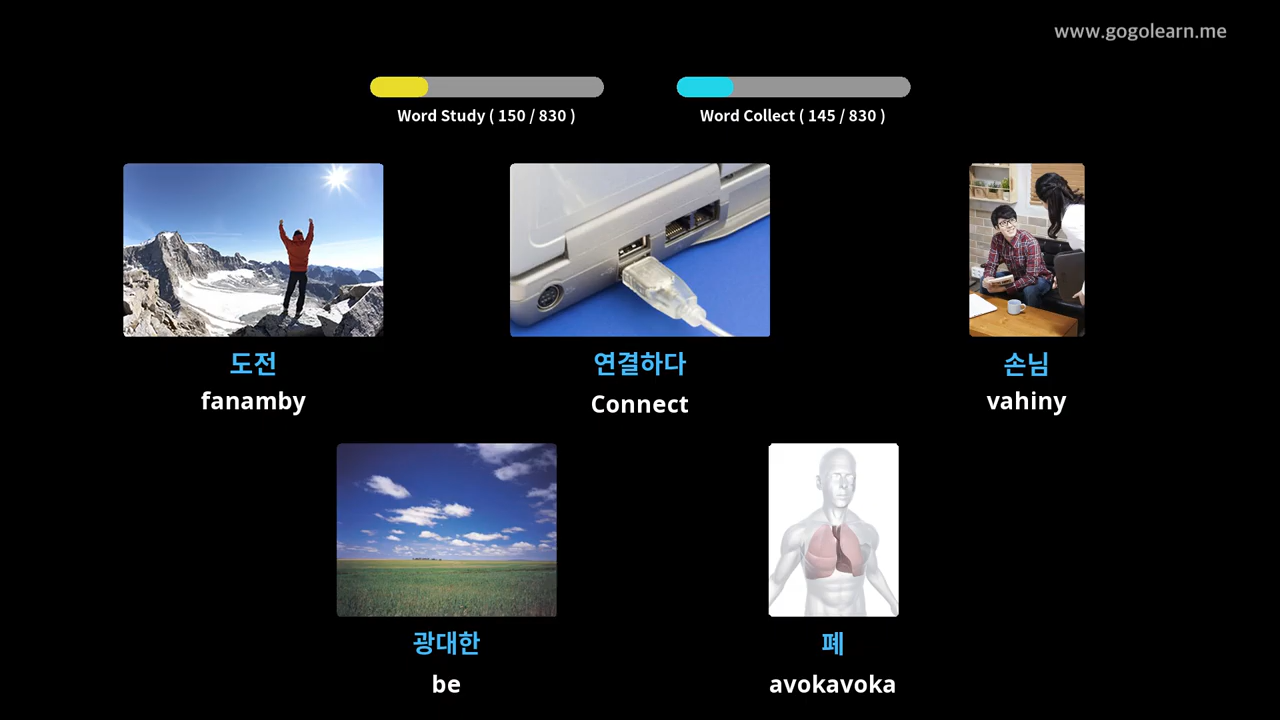 www.gogolearn.me
Word Study ( 150 / 830 )
Word Collect ( 145 / 830 )
도전
fanamby
연결하다
Connect
손님
vahiny
광대한
be
폐
avokavoka